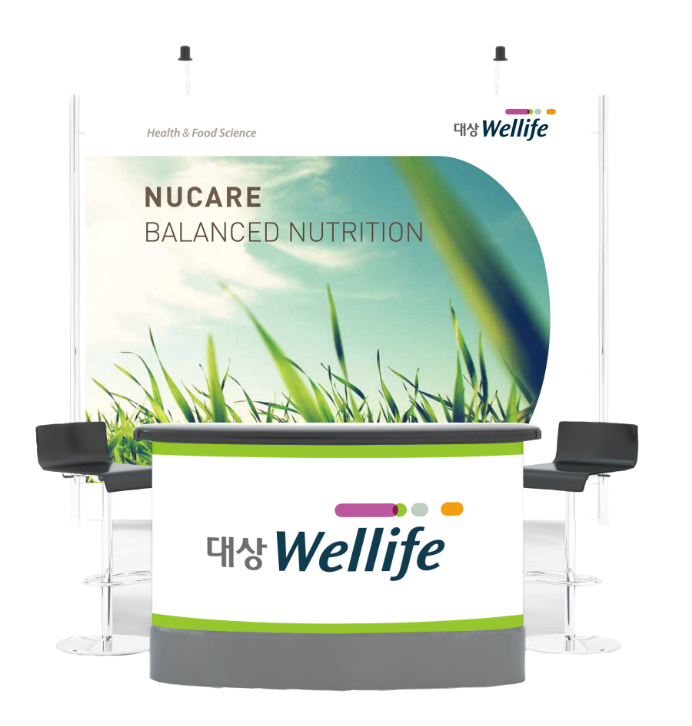 Health & Food Science
대상 Wellife
NUCARE
BALANCED NUTRITION
대상 Wellife